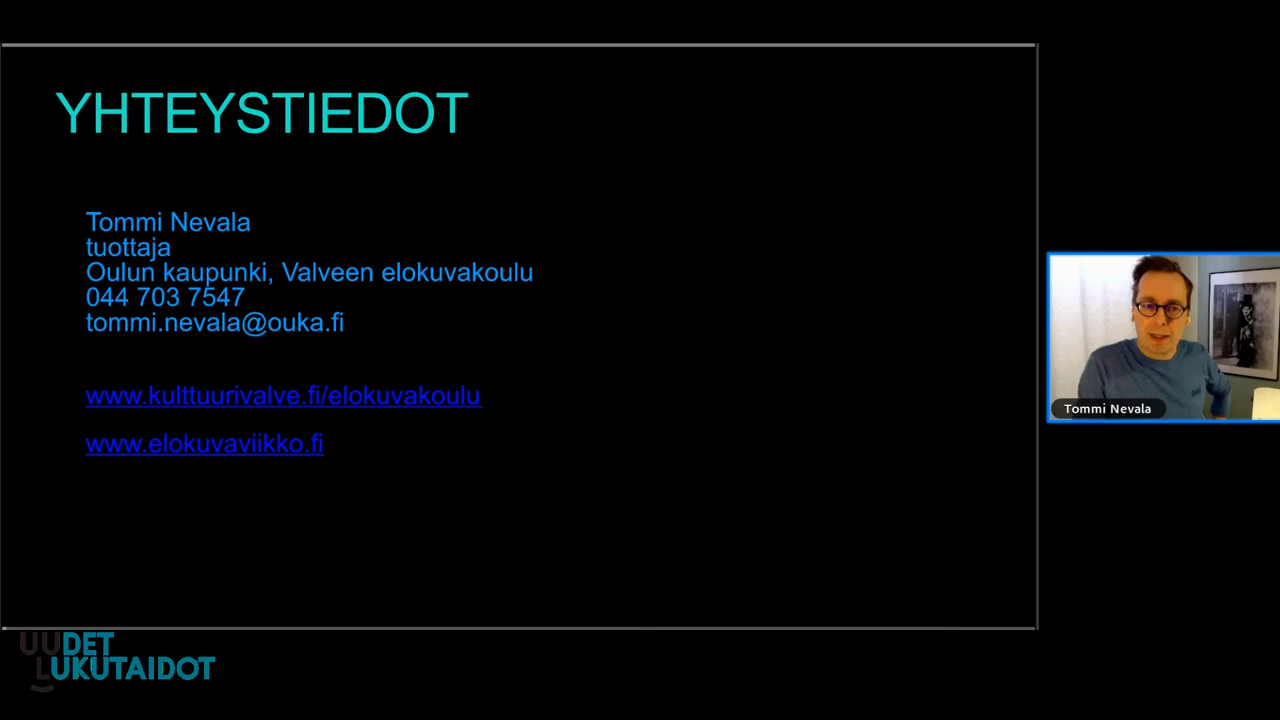 YHTEYSTIEDOT
Tommi Nevala
tuottaja
Oulun kaupunki, Valveen elokuvakoulu
044 703 7547
tommi.nevala@ouka.fi
www.kulttuurivalve.fi/elokuvakoulu
www.elokuvaviikko.fi
Tommi Nevala
UUDET
LUKUTAIDOT